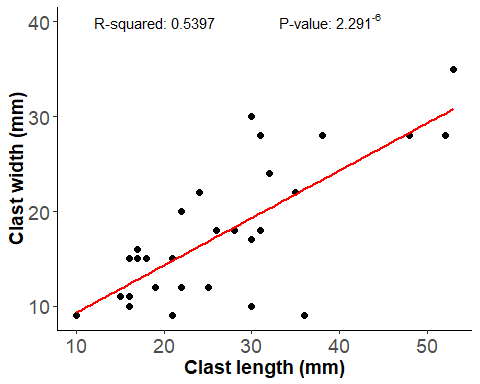 R-squared: 0.5397 P-value: 2.291⁻⁶
40
30
20
10
Clast width (mm)
10 20 30 40 50
Clast length (mm)